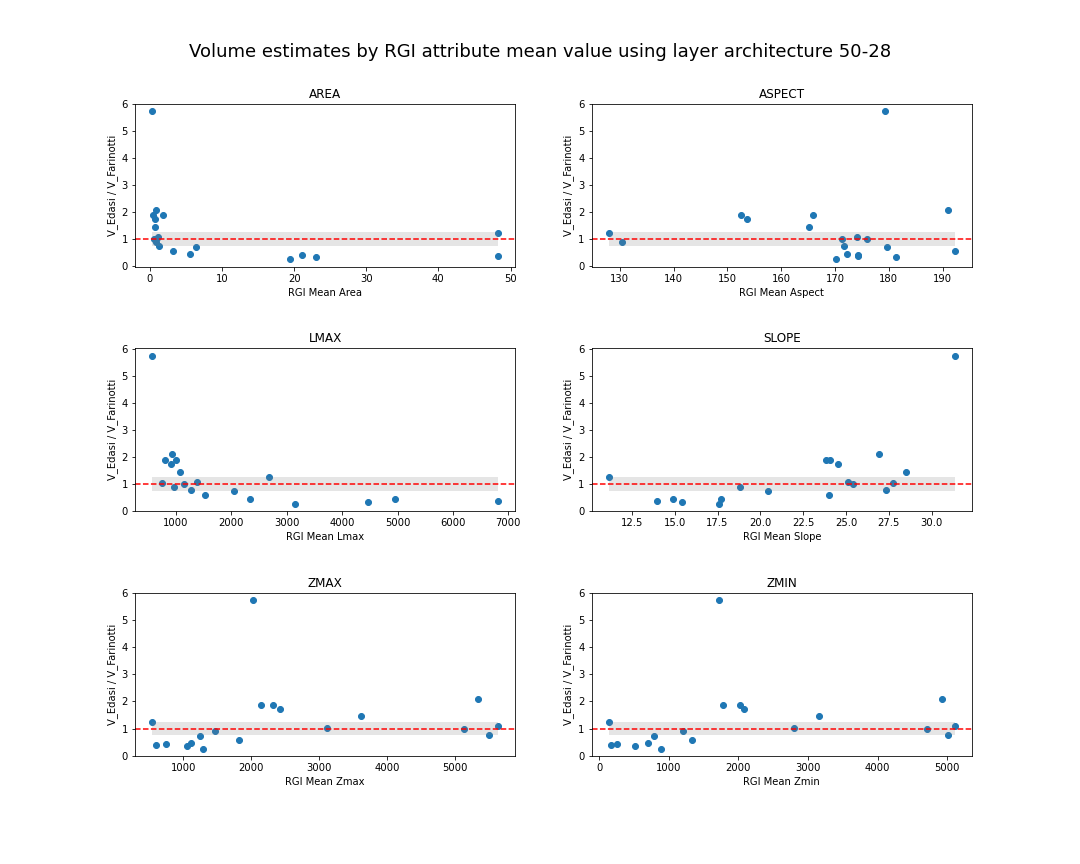 Volume estimates by RGI attribute mean value using layer architecture 50-28
AREA
V_Edasi / V_Farinotti
6
5
4
3
2
1
0
0 10 20 30 40 50
RGI Mean Area
ASPECT
V_Edasi / V_Farinotti
6
5
4
3
2
1
0
130 140 150 160 170 180 190
RGI Mean Aspect
LMAX
V_Edasi / V_Farinotti
6
5
4
3
2
1
0
1000 2000 3000 4000 5000 6000 7000
RGI Mean Lmax
SLOPE
V_Edasi / V_Farinotti
6
5
4
3
2
1
0
12.5 15.0 17.5 20.0 22.5 25.0 27.5 30.0
RGI Mean Slope
ZMAX
V_Edasi / V_Farinotti
6
5
4
3
2
1
0
1000 2000 3000 4000 5000
RGI Mean Zmax
ZMIN
V_Edasi / V_Farinotti
6
5
4
3
2
1
0
0 1000 2000 3000 4000 5000
RGI Mean Zmin